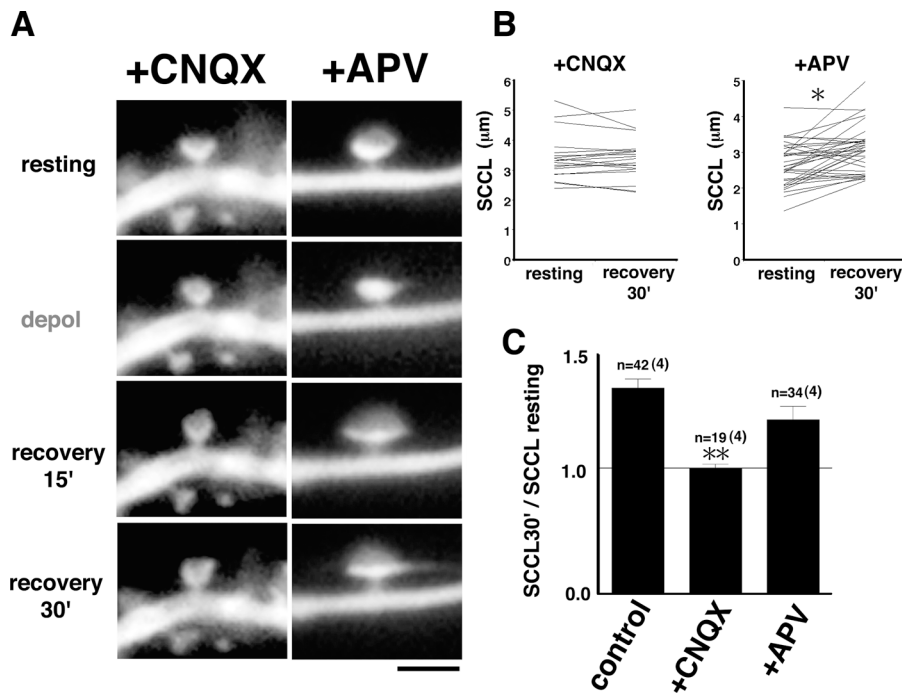 A
+CNQX +APV
resting
depol
recovery
15'
recovery
30'
B
+CNQX
SCCL (μm)
6
5
4
3
2
1
0
resting recovery
30'
+APV
*
SCCL (μm)
5
4
3
2
1
0
resting recovery
30'
C
SCCL30' / SCCL resting
1.5
1.0
0.0
n=42(4)
n=19(4)
**
n=34(4)
control
+CNQX
+APV